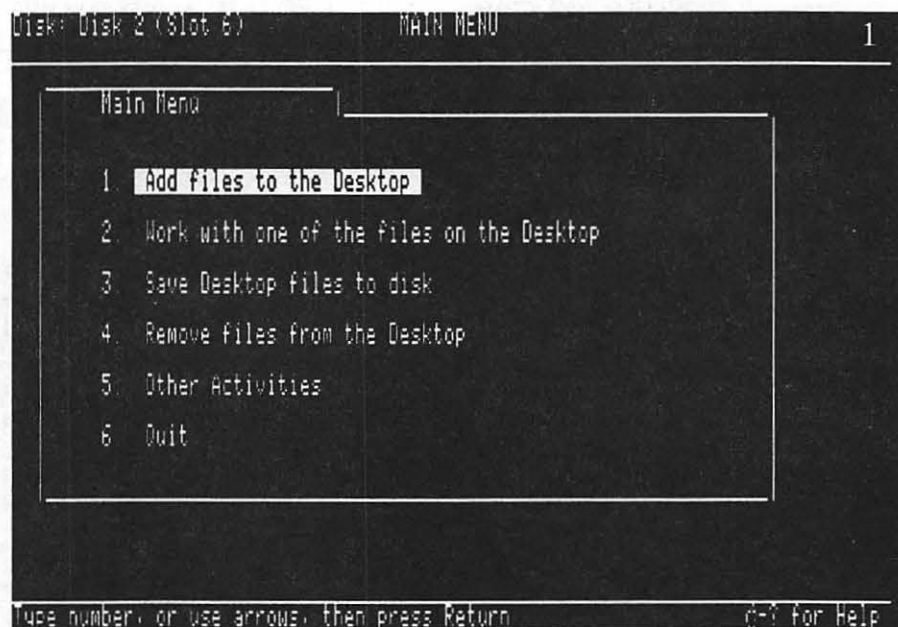 Disk: Disk 2 (Slot 6) MAIN MENU 1
Main Menu
1. Add files to the Desktop
2. Work with one of the files on the Desktop
3. Save Desktop files to disk
4. Remove files from the Desktop
5. Other Activities
6. Quit
Type number, or use arrows, then press Return -? for Help